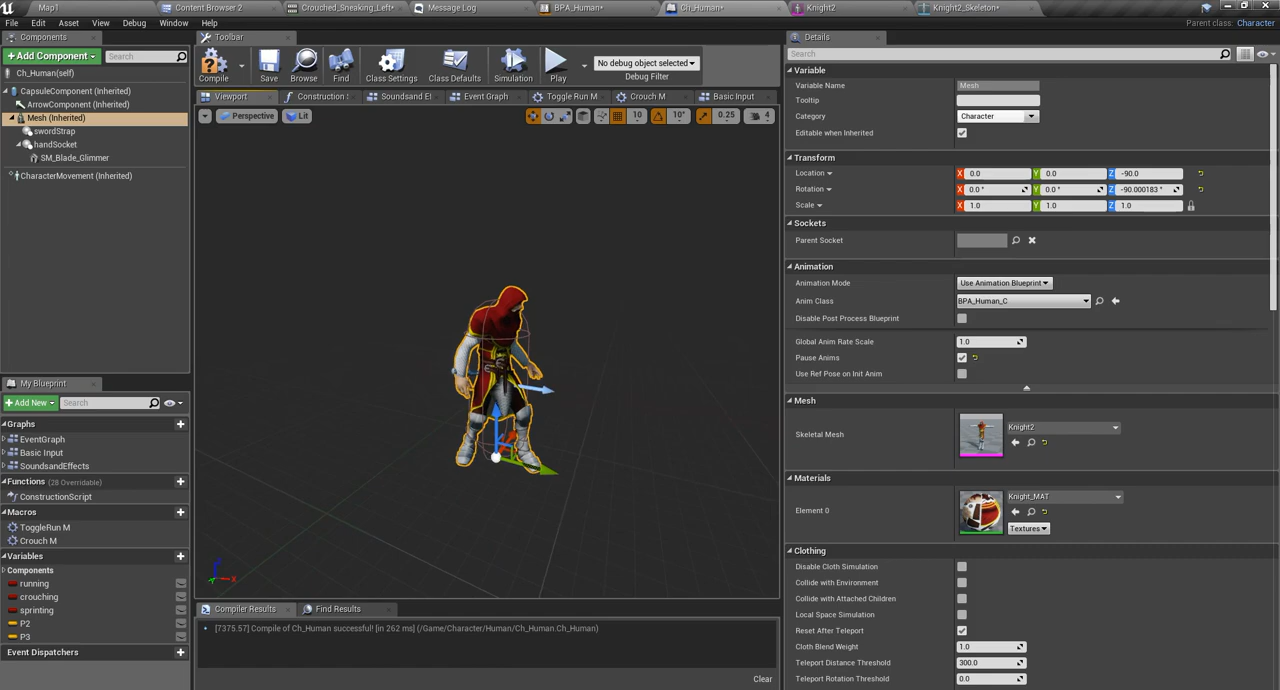 Map1
Content Browser 2
Crouched_Sneaking_Left*
Message Log
BPA_Human*
Ch_Human*
Knight2
Knight2_Skeleton*
File Edit Asset View Debug Window Help
Parent class: Character
Components
Toolbar
Details
+ Add Component
Search
Compile
Save
Browse
Find
Class Settings
Class Defaults
Simulation
Play
No debug object selected
Debug Filter
Search
Ch_Human(self)
CapsuleComponent (Inherited)
ArrowComponent (Inherited)
Mesh (Inherited)
swordStrap
handSocket
SM_Blade_Glimmer
CharacterMovement (Inherited)
Viewport
Construction S
Soundsand Ef
Event Graph
Toggle Run M
Crouch M
Basic Input
Perspective
Lit
10
10°
0.25
4
Variable
Variable Name Mesh
Tooltip
Category Character
Editable when Inherited
Transform
Location X 0.0 Y 0.0 Z -90.0
Rotation X 0.0 ° Y 0.0 ° Z -90.000183 °
Scale X 1.0 Y 1.0 Z 1.0
Sockets
Parent Socket
Animation
Animation Mode Use Animation Blueprint
Anim Class BPA_Human_C
Disable Post Process Blueprint
Global Anim Rate Scale 1.0
Pause Anims
Use Ref Pose on Init Anim
Mesh
Skeletal Mesh Knight2
Materials
Element 0 Knight_MAT
Textures
Clothing
Disable Cloth Simulation
Collide with Environment
Collide with Attached Children
Local Space Simulation
Reset After Teleport
Cloth Blend Weight 1.0
Teleport Distance Threshold 300.0
Teleport Rotation Threshold 0.0
My Blueprint
+ Add New
Search
Graphs
EventGraph
Basic Input
SoundsandEffects
Functions (28 Overridable)
ConstructionScript
Macros
ToggleRun M
Crouch M
Variables
Components
running
crouching
sprinting
P2
P3
Event Dispatchers
Z
X
Compiler Results
Find Results
[7375.57] Compile of Ch_Human successful! [in 262 ms] (/Game/Character/Human/Ch_Human.Ch_Human)
Clear